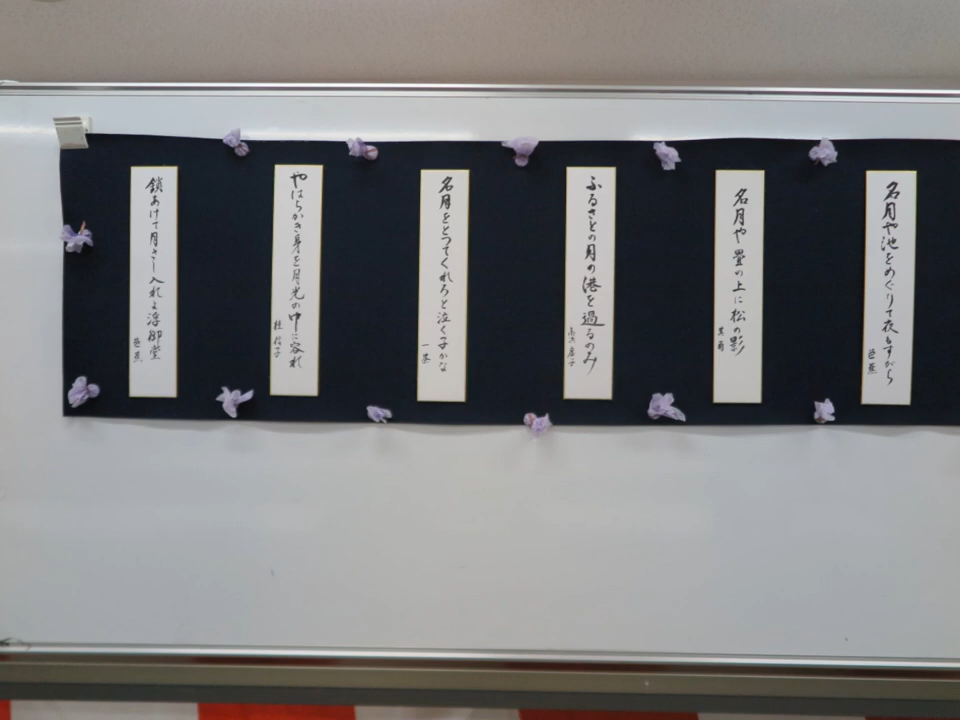 名月や池をめぐりて夜もすがら
芭蕉
名月や畳の上に松の影
其角
ふるさとの月の港を過るのみ
高浜虚子
名月をとつてくれろと泣く子かな
一茶
やはらかき身を月光の中に容れ
桂信子
鎖あけて月さし入れよ浮御堂
芭蕉